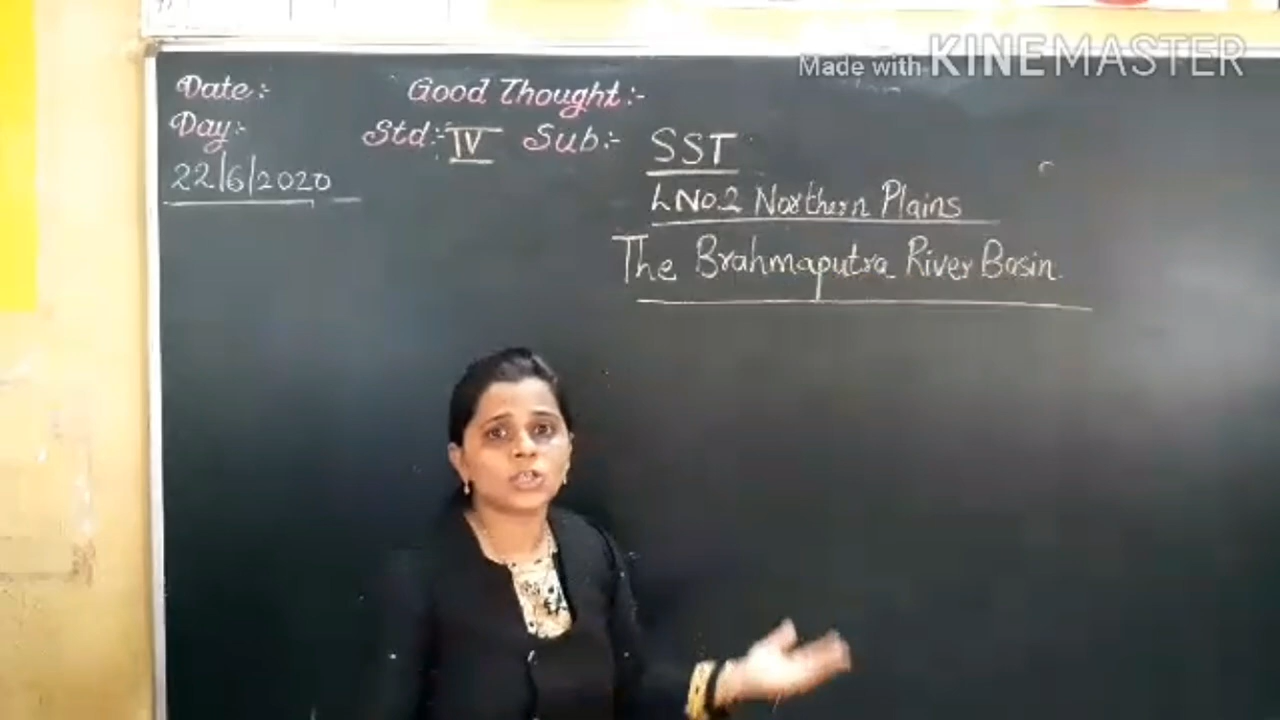 Made with KINEMASTER
Date:-
Good Thought:-
Day:-
Std:- IV Sub:- SST
22/6/2020
LNo.2 Northern Plains
The Brahmaputra River Basin